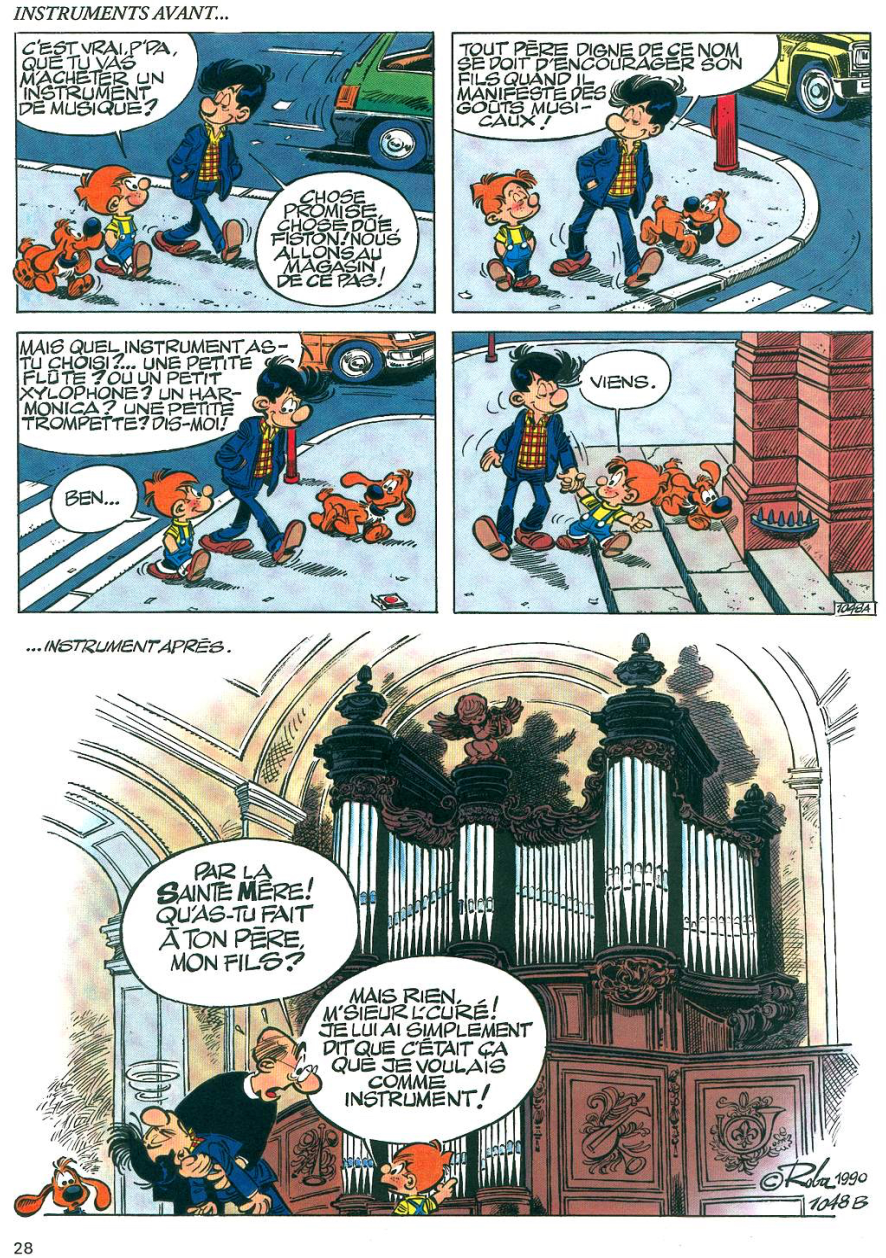 INSTRUMENTS AVANT...
C'EST VRAI, P'PA,
QUE TU VAS
M'ACHETER UN
INSTRUMENT
DE MUSIQUE?
CHOSE
PROMISE,
CHOSE DUE,
FISTON! NOUS
ALLONS AU
MAGASIN
DE CE PAS!
TOUT PÈRE DIGNE DE CE NOM
SE DOIT D'ENCOURAGER SON
FILS QUAND IL
MANIFESTE DES
GOÛTS MUSI-
CAUX!
MAIS QUEL INSTRUMENT AS-
TU CHOISI?... UNE PETITE
FLÛTE? OU UN PETIT
XYLOPHONE? UN HAR-
MONICA? UNE PETITE
TROMPETTE? DIS-MOI!
BEN...
VIENS.
1048A
...INSTRUMENT APRÈS.
PAR LA
SAINTE MÈRE!
QU'AS-TU FAIT
À TON PÈRE,
MON FILS?
MAIS RIEN,
M'SIEUR L'CURÉ!
JE LUI AI SIMPLEMENT
DIT QUE C'ÉTAIT ÇA
QUE JE VOULAIS
COMME
INSTRUMENT!
© Roba 1990
1048 B
28